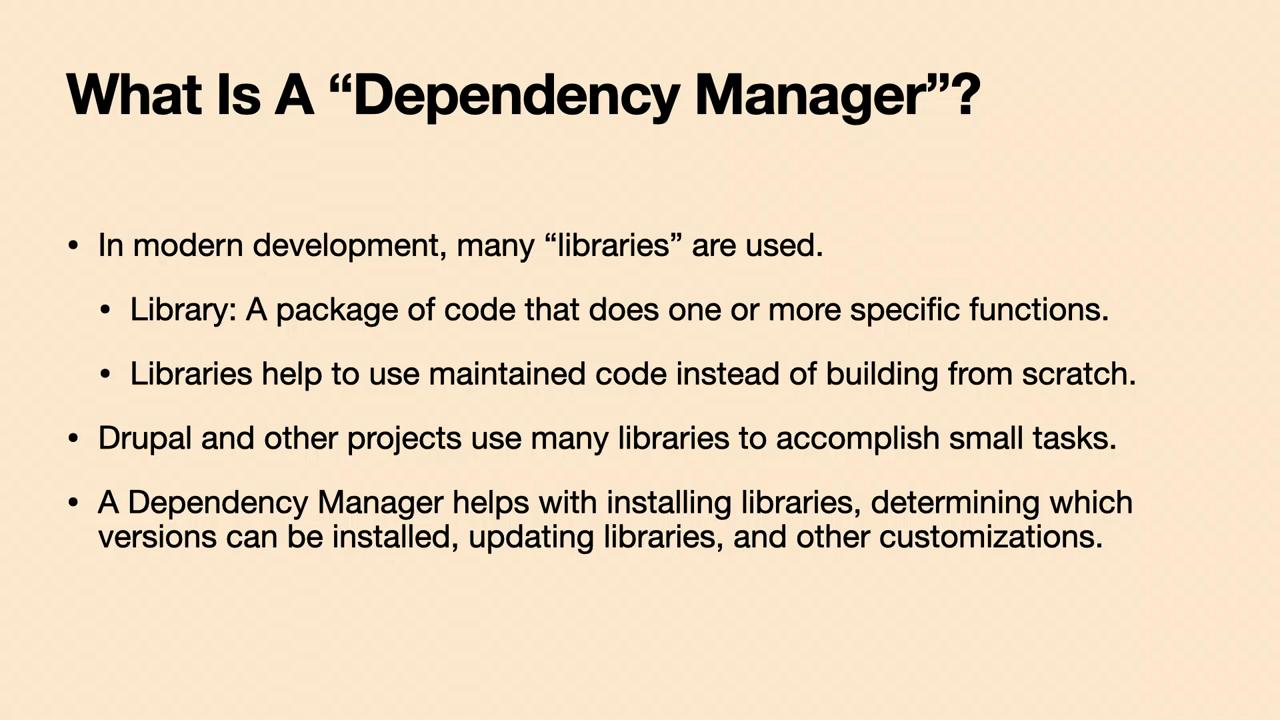 What Is A “Dependency Manager”?
• In modern development, many “libraries” are used.
• Library: A package of code that does one or more specific functions.
• Libraries help to use maintained code instead of building from scratch.
• Drupal and other projects use many libraries to accomplish small tasks.
• A Dependency Manager helps with installing libraries, determining which
versions can be installed, updating libraries, and other customizations.